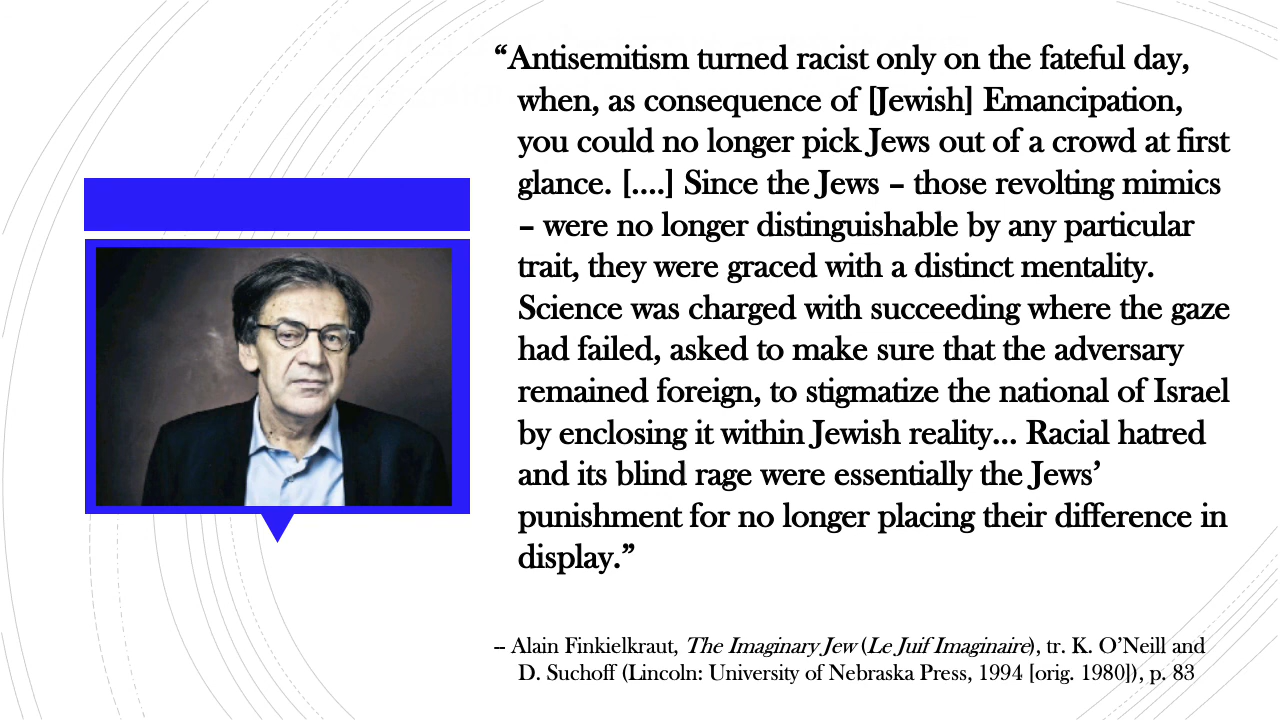 “Antisemitism turned racist only on the fateful day,
when, as consequence of [Jewish] Emancipation,
you could no longer pick Jews out of a crowd at first
glance. [....] Since the Jews – those revolting mimics
– were no longer distinguishable by any particular
trait, they were graced with a distinct mentality.
Science was charged with succeeding where the gaze
had failed, asked to make sure that the adversary
remained foreign, to stigmatize the national of Israel
by enclosing it within Jewish reality... Racial hatred
and its blind rage were essentially the Jews’
punishment for no longer placing their difference in
display.”
-- Alain Finkielkraut, The Imaginary Jew (Le Juif Imaginaire), tr. K. O’Neill and
D. Suchoff (Lincoln: University of Nebraska Press, 1994 [orig. 1980]), p. 83